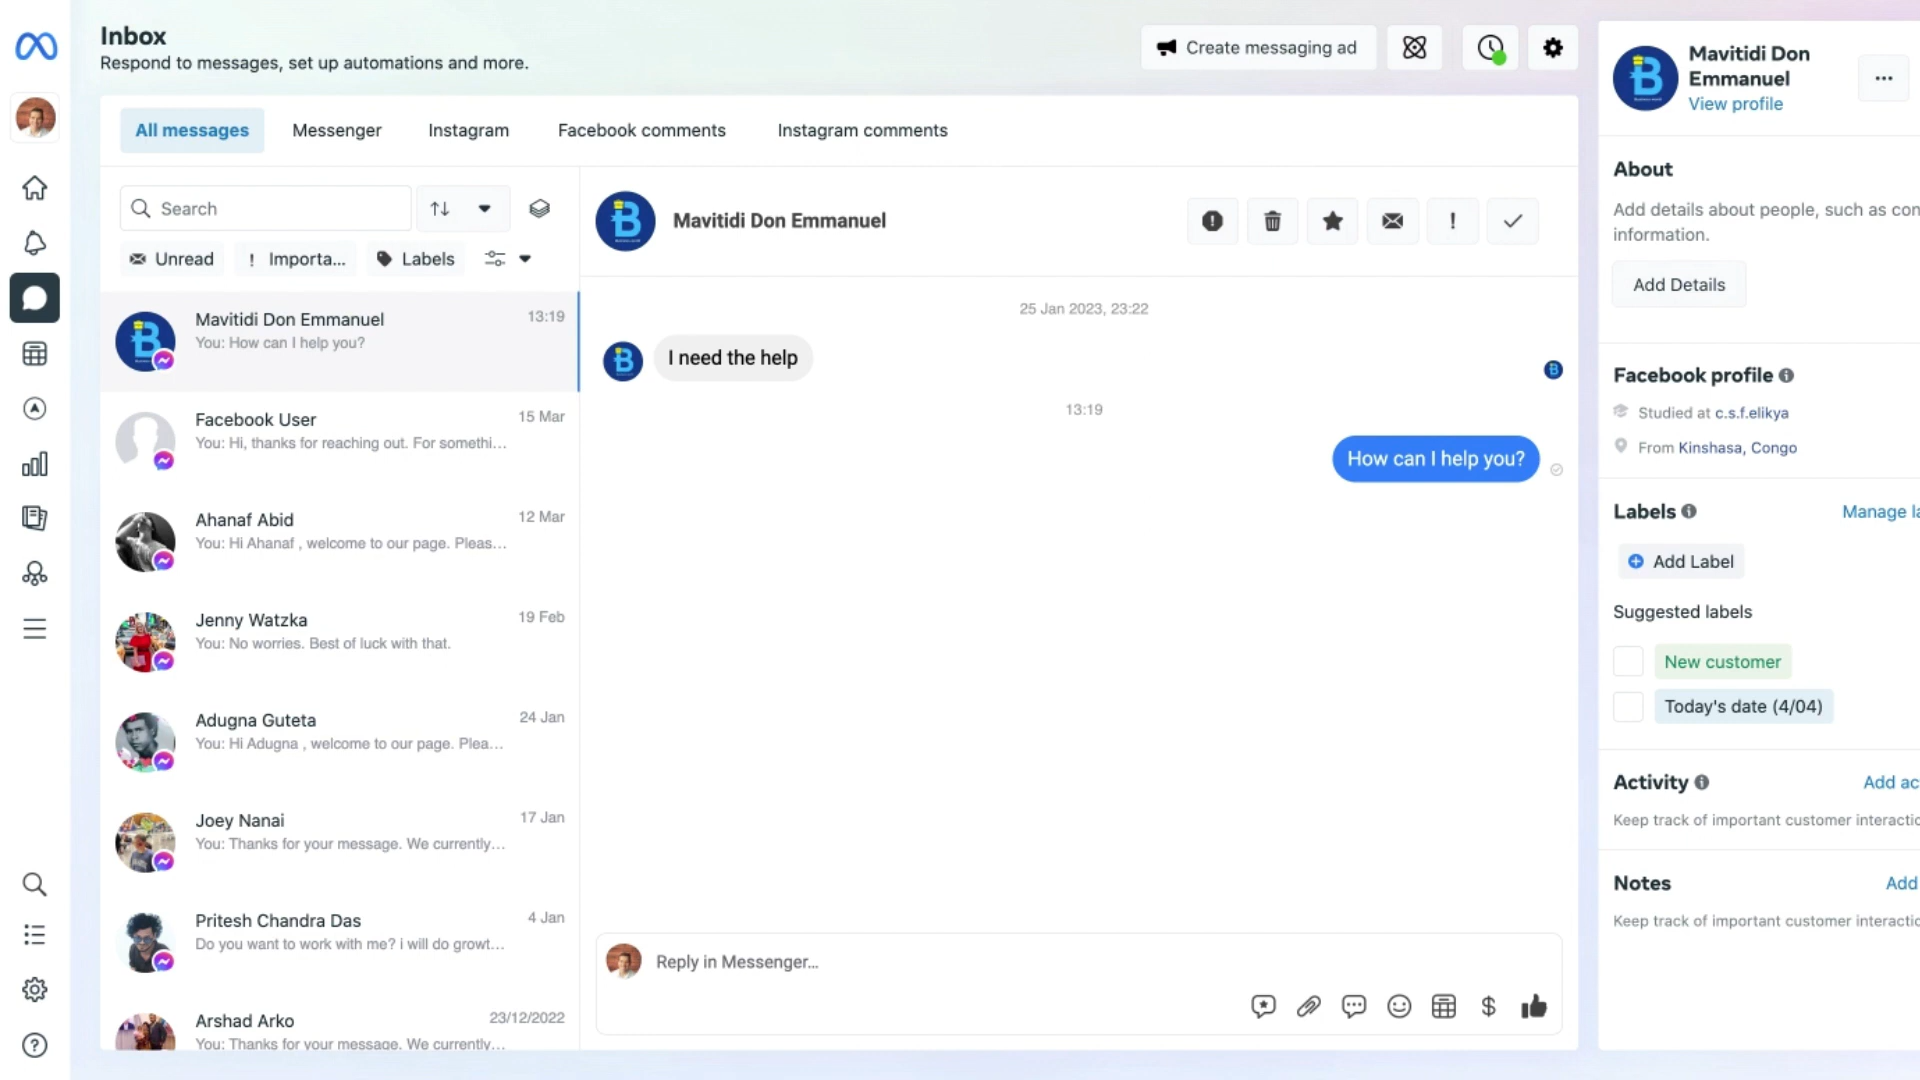 Inbox
Respond to messages, set up automations and more.
Create messaging ad
All messages
Messenger
Instagram
Facebook comments
Instagram comments
Search
Unread
! Importa...
Labels
Mavitidi Don Emmanuel
13:19
You: How can I help you?
Facebook User
15 Mar
You: Hi, thanks for reaching out. For somethi...
Ahanaf Abid
12 Mar
You: Hi Ahanaf , welcome to our page. Pleas...
Jenny Watzka
19 Feb
You: No worries. Best of luck with that.
Adugna Guteta
24 Jan
You: Hi Adugna , welcome to our page. Plea...
Joey Nanai
17 Jan
You: Thanks for your message. We currently...
Pritesh Chandra Das
4 Jan
Do you want to work with me? i will do growt...
Arshad Arko
23/12/2022
You: Thanks for your message. We currently...
Mavitidi Don Emmanuel
25 Jan 2023, 23:22
I need the help
13:19
How can I help you?
Reply in Messenger...
Mavitidi Don
Emmanuel
View profile
About
Add details about people, such as con
information.
Add Details
Facebook profile
Studied at c.s.f.elikya
From Kinshasa, Congo
Labels
Manage la
Add Label
Suggested labels
New customer
Today's date (4/04)
Activity
Add ac
Keep track of important customer interactio
Notes
Add
Keep track of important customer interactio